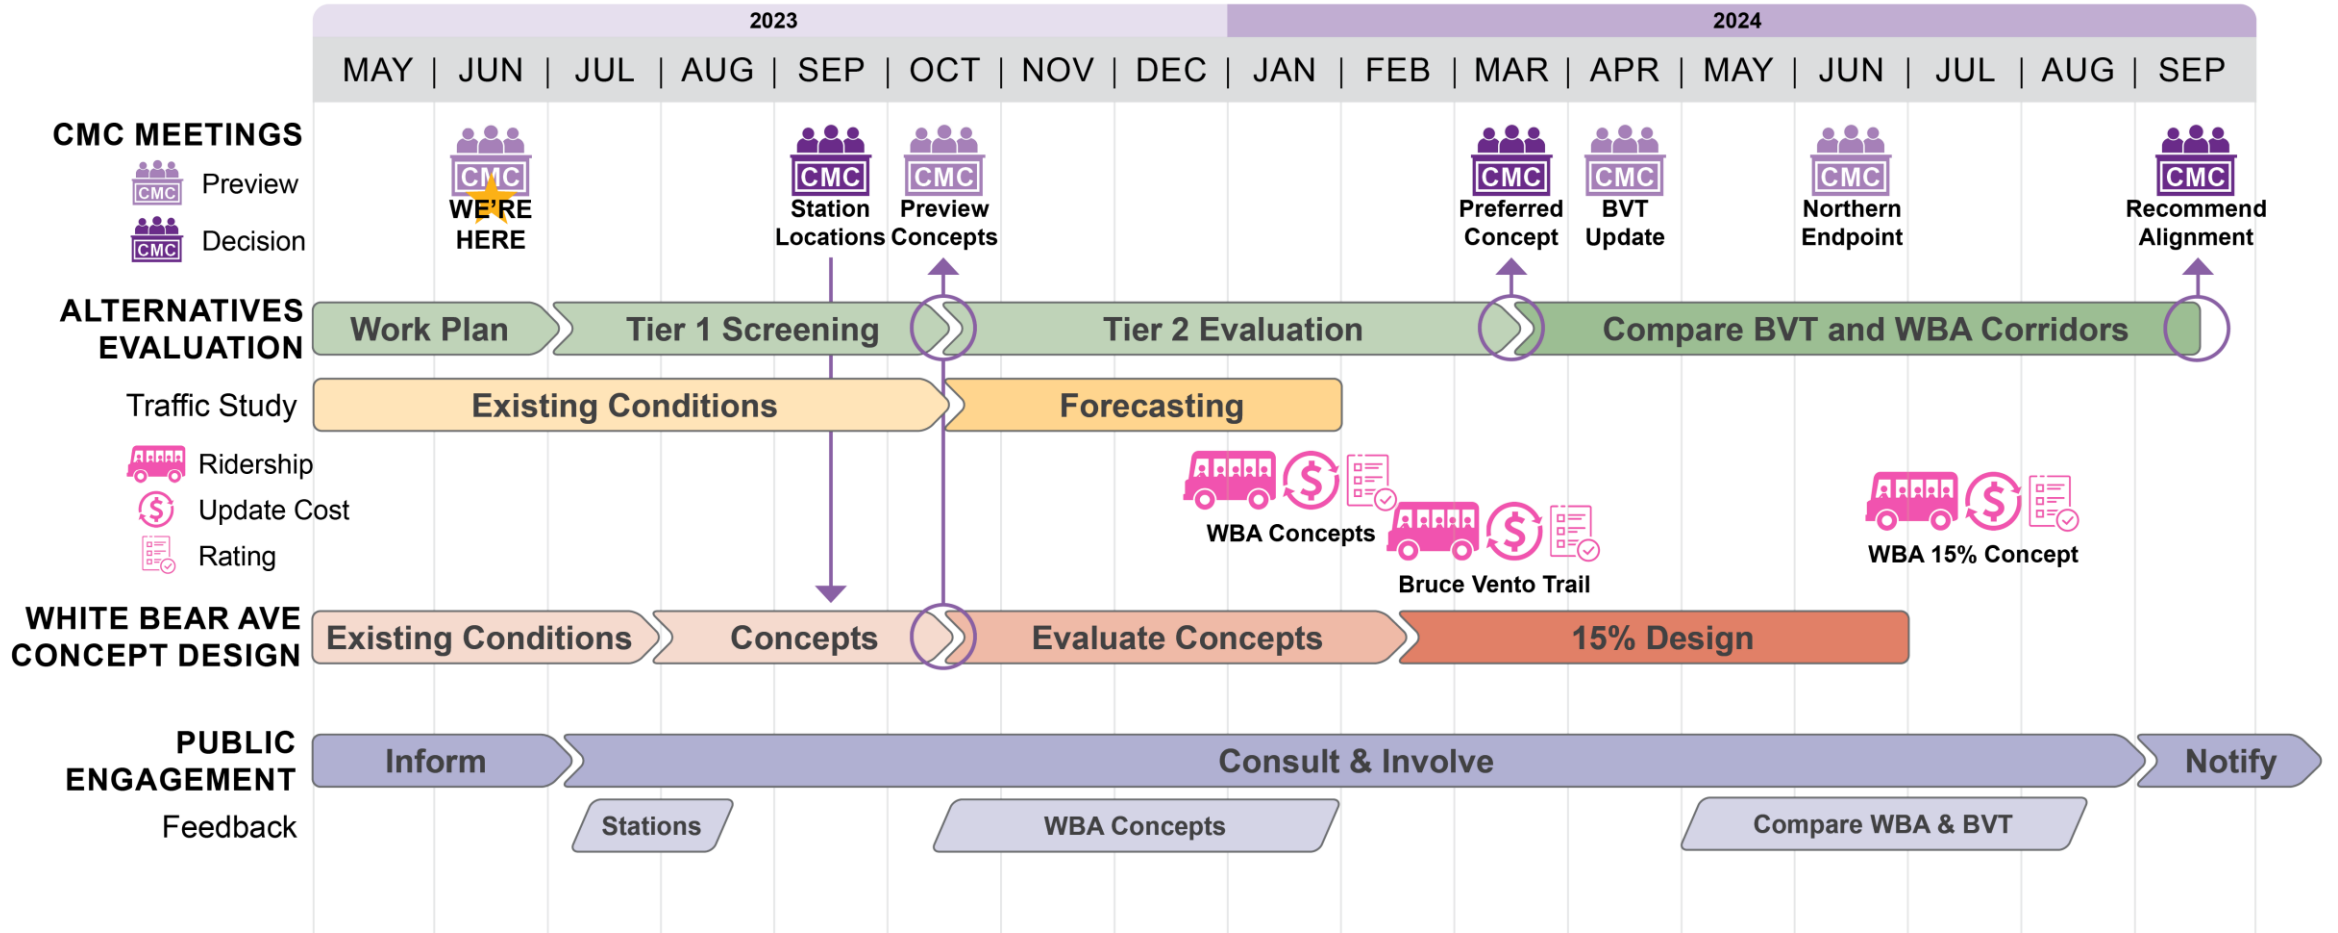 2023 2024
MAY | JUN | JUL | AUG | SEP | OCT | NOV | DEC | JAN | FEB | MAR | APR | MAY | JUN | JUL | AUG | SEP
CMC MEETINGS
CMC Preview
CMC Decision
CMC
WE'RE
HERE
CMC
Station
Locations
CMC
Preview
Concepts
CMC
Preferred
Concept
CMC
BVT
Update
CMC
Northern
Endpoint
CMC
Recommend
Alignment
ALTERNATIVES
EVALUATION
Work Plan
Tier 1 Screening
Tier 2 Evaluation
Compare BVT and WBA Corridors
Traffic Study
Existing Conditions
Forecasting
Ridership
$ Update Cost
Rating
$
WBA Concepts
$
Bruce Vento Trail
$
WBA 15% Concept
WHITE BEAR AVE
CONCEPT DESIGN
Existing Conditions
Concepts
Evaluate Concepts
15% Design
PUBLIC
ENGAGEMENT
Inform
Consult & Involve
Notify
Feedback
Stations
WBA Concepts
Compare WBA & BVT